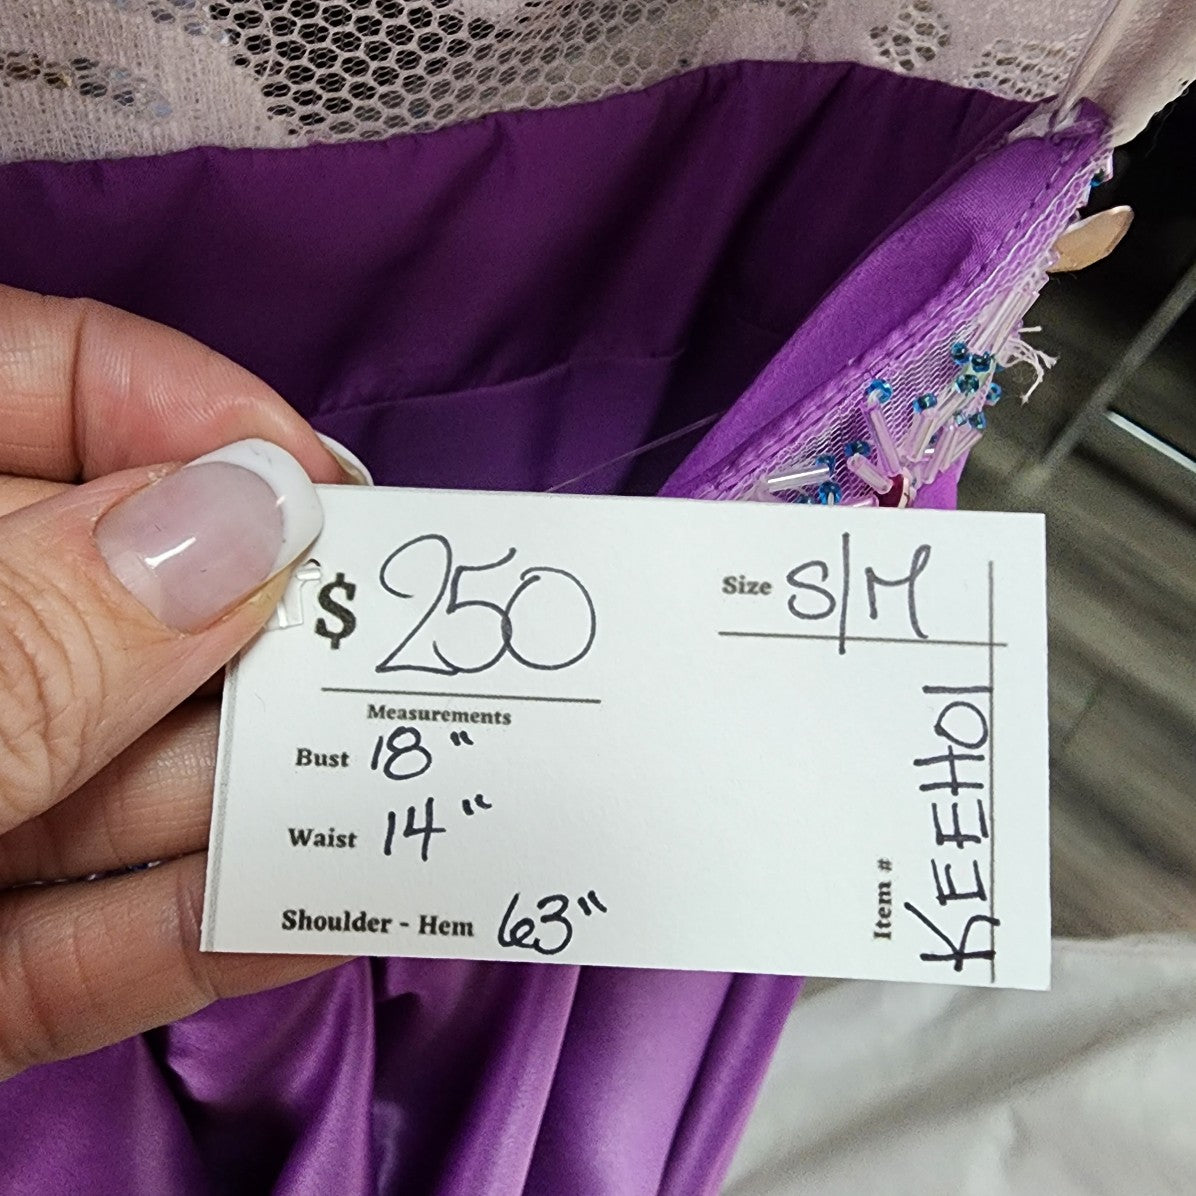 $ 250
Size S/M
Measurements
Bust 18"
Waist 14"
Shoulder - Hem 63"
Item # KEEH01